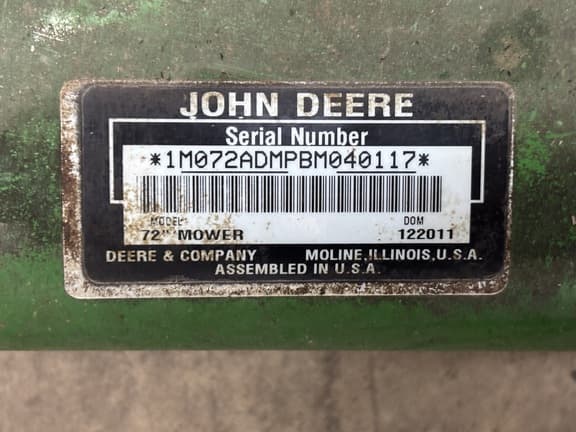 JOHN DEERE
Serial Number
*1M072ADMPBM040117*
MODEL DOM
72" MOWER 122011
DEERE & COMPANY MOLINE,ILLINOIS,U.S.A.
ASSEMBLED IN U.S.A.